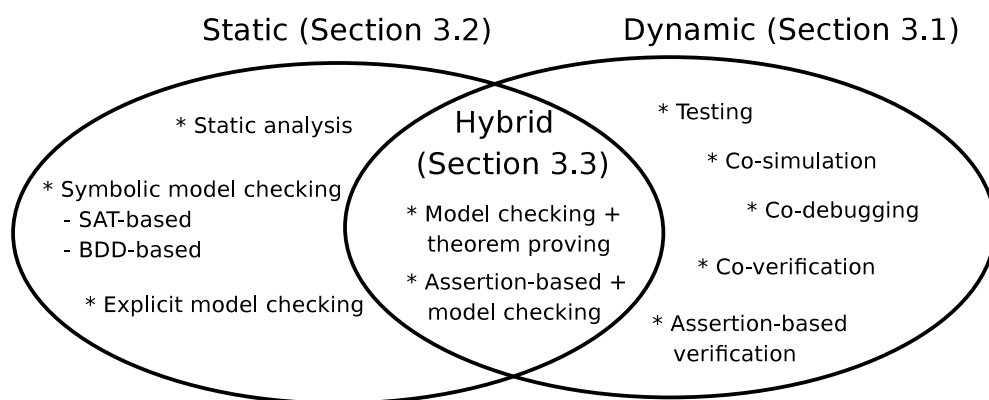 Static (Section 3.2)
Dynamic (Section 3.1)
* Static analysis
* Symbolic model checking
- SAT-based
- BDD-based
* Explicit model checking
Hybrid
(Section 3.3)
* Model checking +
theorem proving
* Assertion-based +
model checking
* Testing
* Co-simulation
* Co-debugging
* Co-verification
* Assertion-based
verification